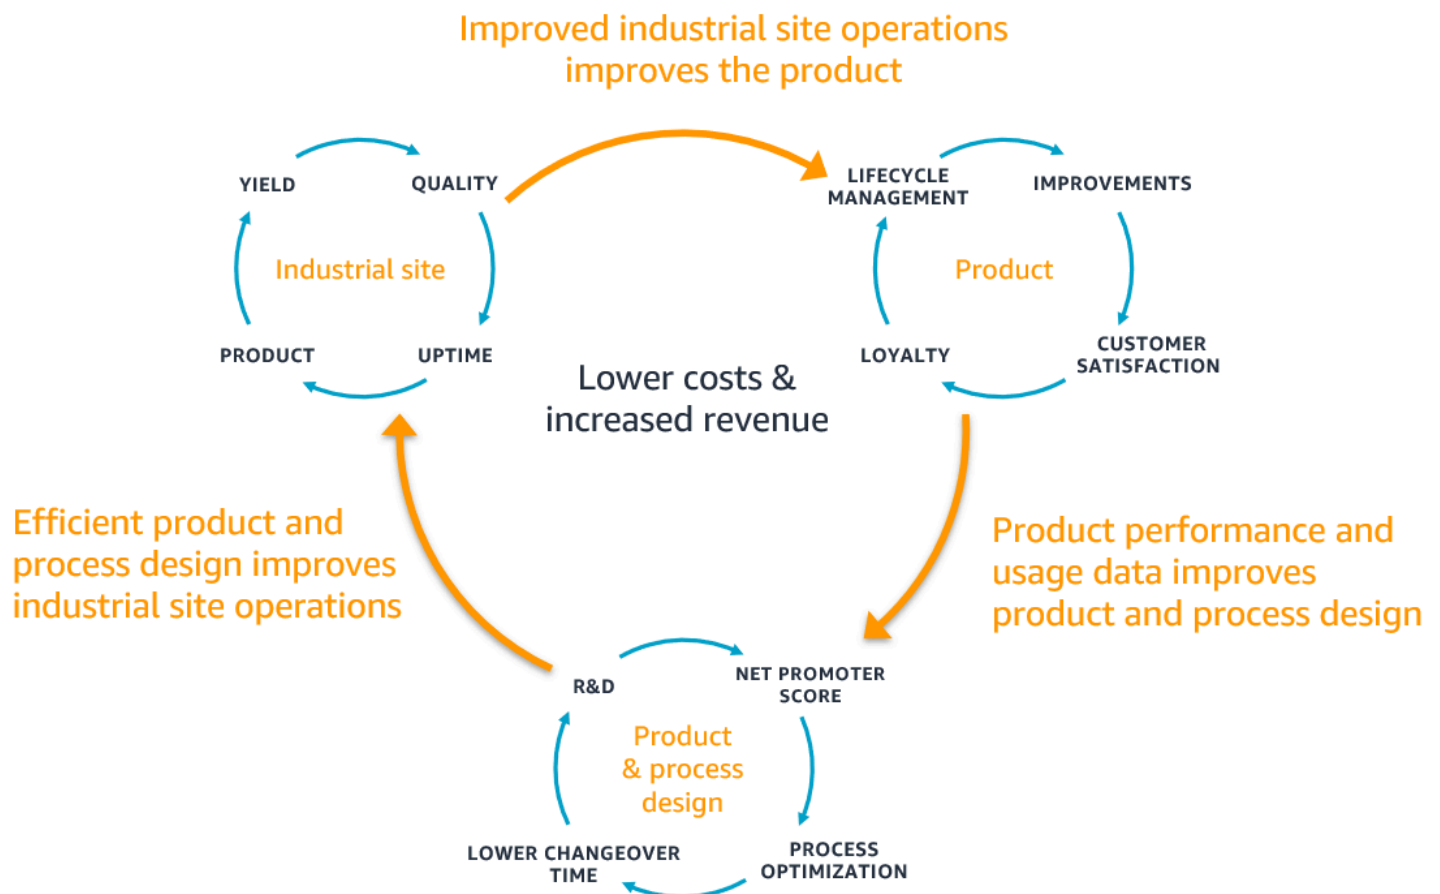 Improved industrial site operations
improves the product
YIELD
QUALITY
Industrial site
PRODUCT
UPTIME
LIFECYCLE
MANAGEMENT
IMPROVEMENTS
Product
LOYALTY
CUSTOMER
SATISFACTION
Lower costs &
increased revenue
Efficient product and
process design improves
industrial site operations
Product performance and
usage data improves
product and process design
R&D
NET PROMOTER
SCORE
Product
& process
design
LOWER CHANGEOVER
TIME
PROCESS
OPTIMIZATION